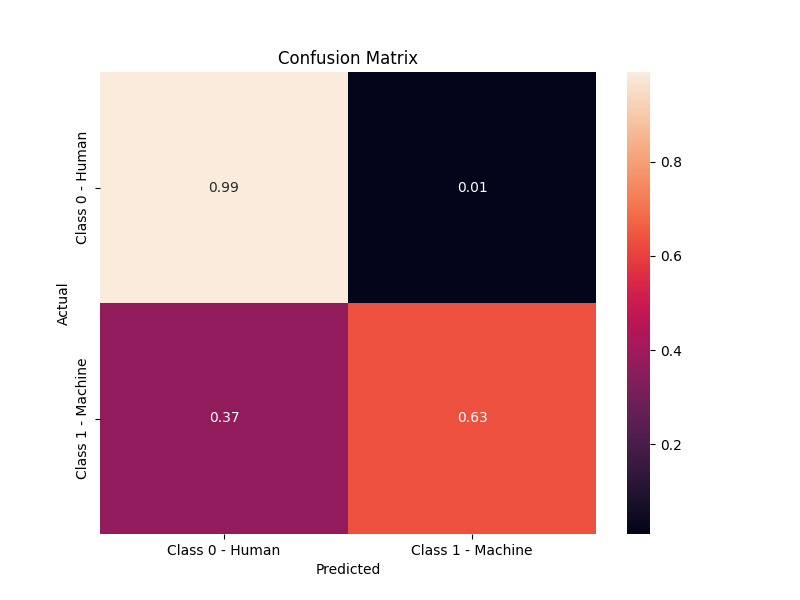 Confusion Matrix
Class 0 - Human
0.99
0.01
0.8
0.6
Actual
0.4
Class 1 - Machine
0.37
0.63
0.2
Class 0 - Human
Class 1 - Machine
Predicted